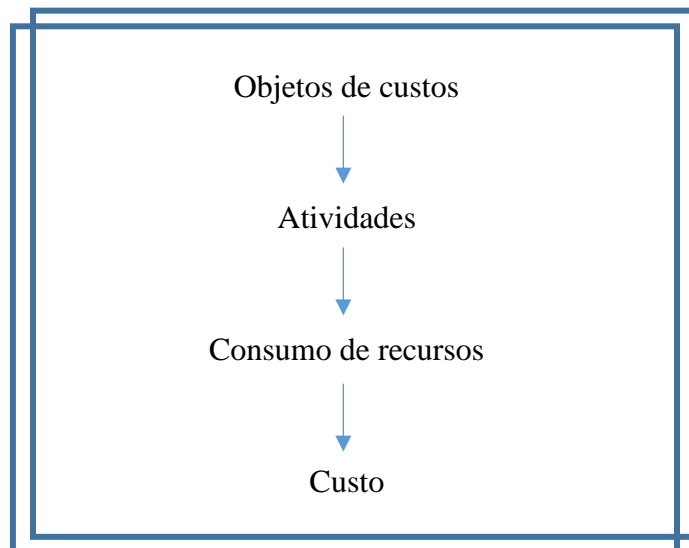 Objetos de custos
Atividades
Consumo de recursos
Custo